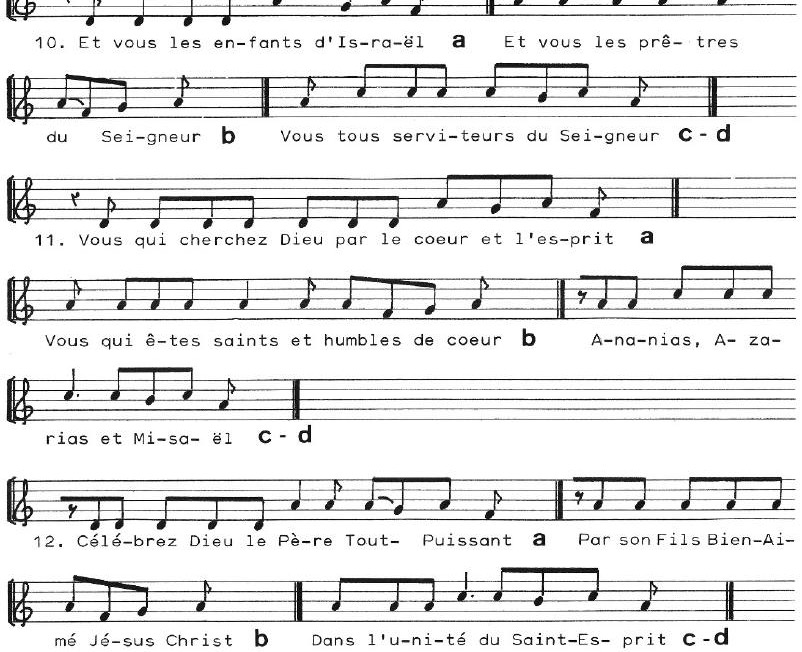 10. Et vous les en-fants d'Is-ra-ël a Et vous les prê- tres
du Sei-gneur b Vous tous servi-teurs du Sei-gneur c - d
11. Vous qui cherchez Dieu par le coeur et l'es-prit a
Vous qui ê-tes saints et humbles de coeur b A-na-nias, A- za-
rias et Mi-sa- ël c - d
12. Célé-brez Dieu le Pè-re Tout- Puissant a Par son Fils Bien-Ai-
mé Jé-sus Christ b Dans l'u-ni-té du Saint-Es- prit c - d